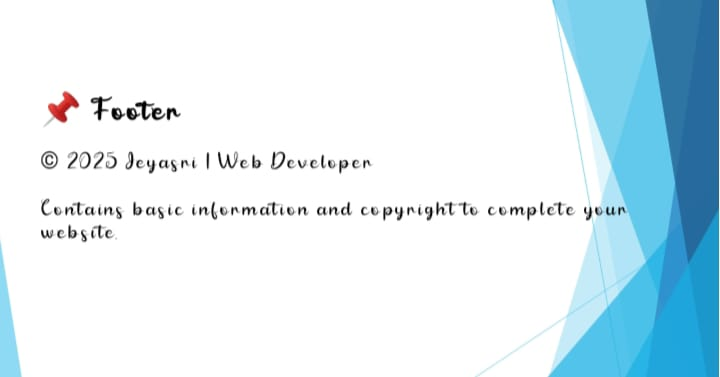 📌 Footer
© 2025 Jeyasri | Web Developer
Contains basic information and copyright to complete your
website.